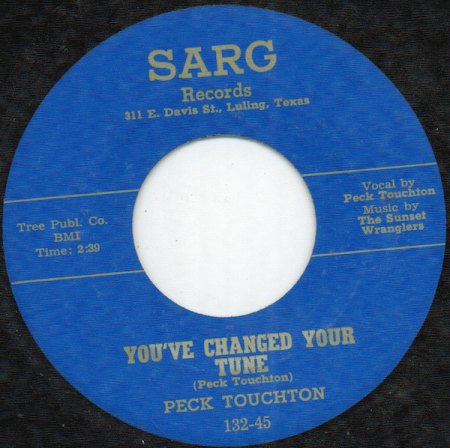 SARG
Records
311 E. Davis St., Luling, Texas
Tree Publ. Co.
BMI
Time: 2:39
Vocal by
Peck Touchton
Music by
The Sunset
Wranglers
YOU'VE CHANGED YOUR
TUNE
(Peck Touchton)
PECK TOUCHTON
132-45